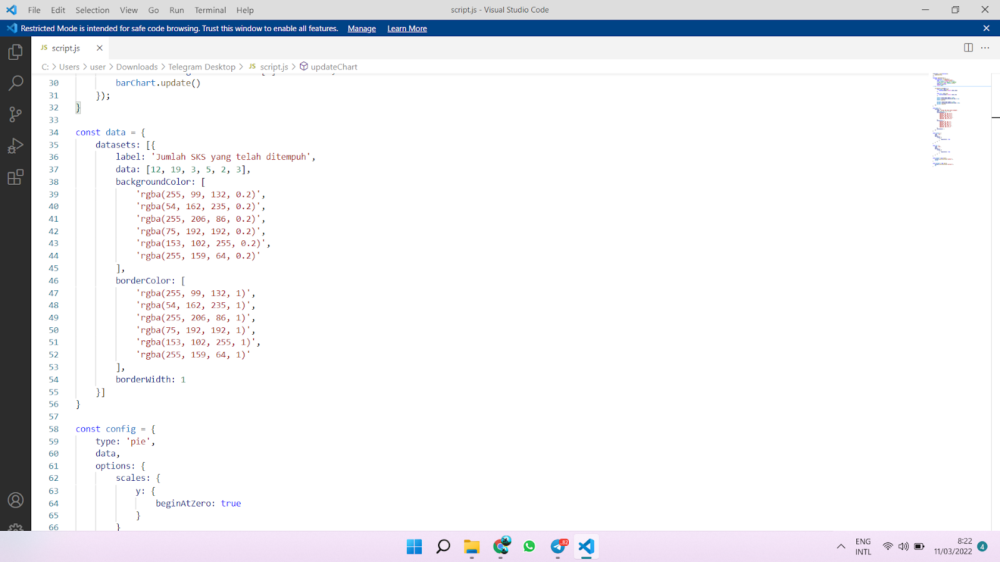 File Edit Selection View Go Run Terminal Help script.js - Visual Studio Code
Restricted Mode is intended for safe code browsing. Trust this window to enable all features. Manage Learn More
JS script.js
C: > Users > user > Downloads > Telegram Desktop > JS script.js > updateChart
30 barChart.update()
31 });
32 }
33
34 const data = {
35 datasets: [{
36 label: 'Jumlah SKS yang telah ditempuh',
37 data: [12, 19, 3, 5, 2, 3],
38 backgroundColor: [
39 'rgba(255, 99, 132, 0.2)',
40 'rgba(54, 162, 235, 0.2)',
41 'rgba(255, 206, 86, 0.2)',
42 'rgba(75, 192, 192, 0.2)',
43 'rgba(153, 102, 255, 0.2)',
44 'rgba(255, 159, 64, 0.2)'
45 ],
46 borderColor: [
47 'rgba(255, 99, 132, 1)',
48 'rgba(54, 162, 235, 1)',
49 'rgba(255, 206, 86, 1)',
50 'rgba(75, 192, 192, 1)',
51 'rgba(153, 102, 255, 1)',
52 'rgba(255, 159, 64, 1)'
53 ],
54 borderWidth: 1
55 }]
56 }
57
58 const config = {
59 type: 'pie',
60 data,
61 options: {
62 scales: {
63 y: {
64 beginAtZero: true
65 }
66 }
..82
ENG
INTL
8:22
11/03/2022
4